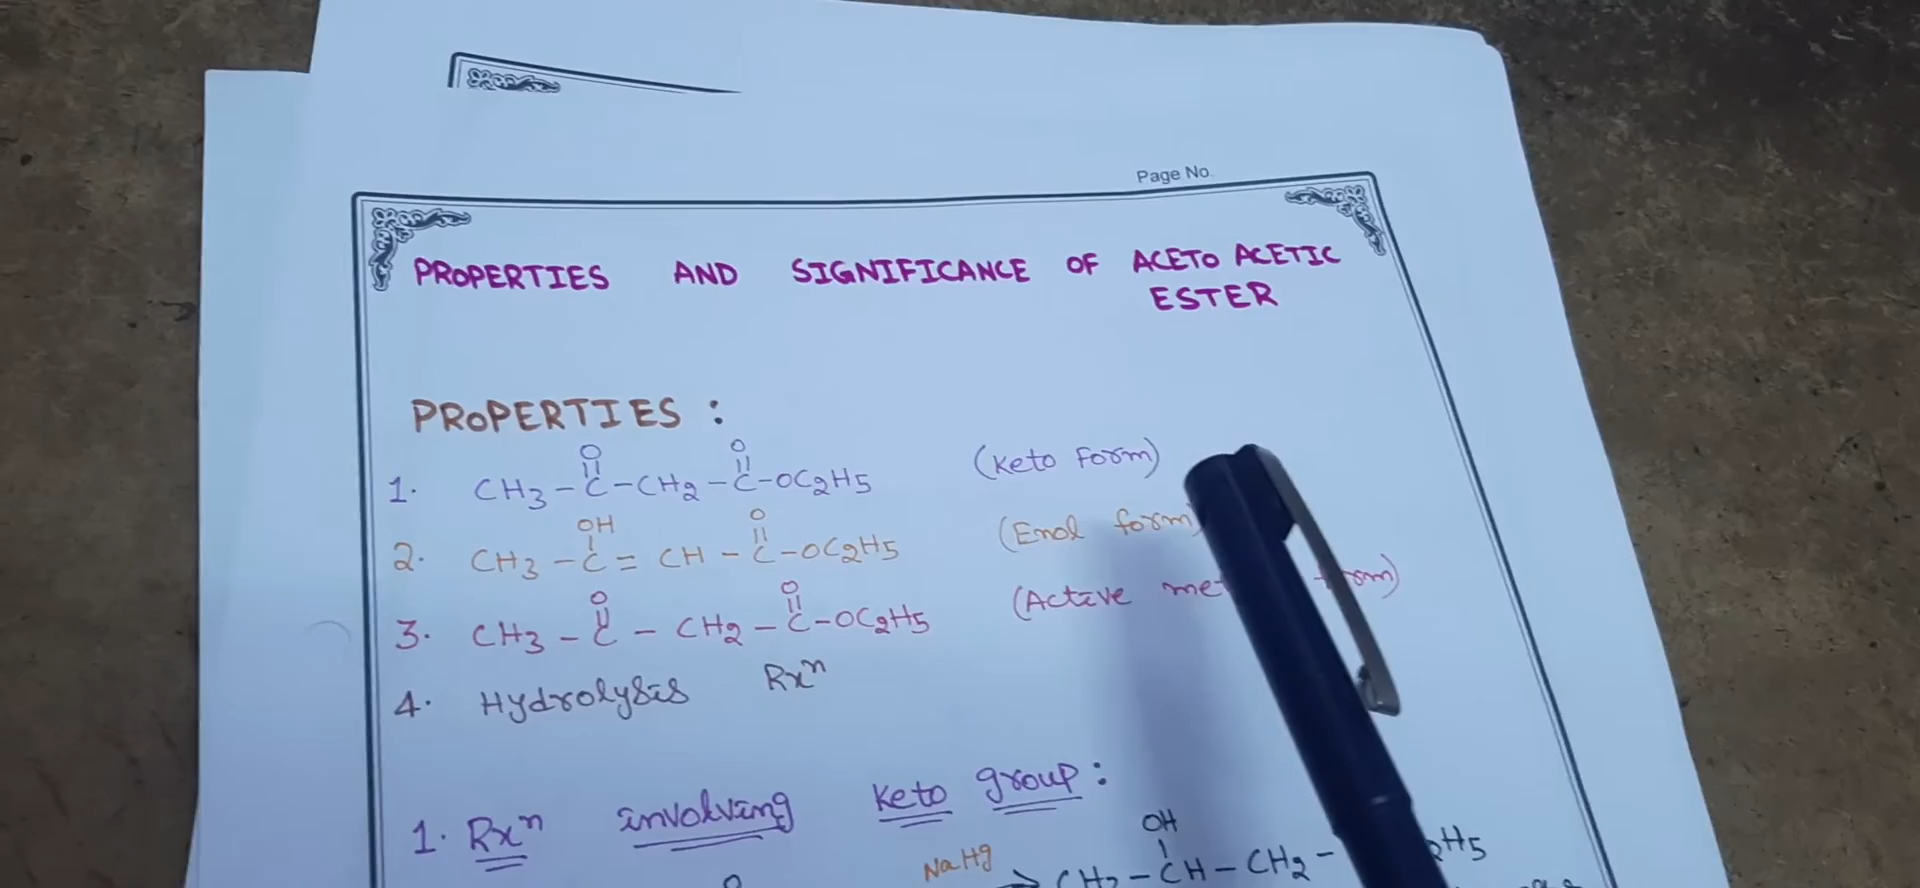 Page No.
PROPERTIES AND SIGNIFICANCE OF ACETO ACETIC
ESTER
PROPERTIES :
O O
1. CH3-C-CH2-C-OC2H5 (Keto Form)
OH O
2. CH3-C=CH-C-OC2H5 (Enol form)
O O
3. CH3-C-CH2-C-OC2H5 (Active
4. Hydrolysis Rxn
1. Rxn involving Keto group :
OH
NaHg
CH3-CH-CH2-